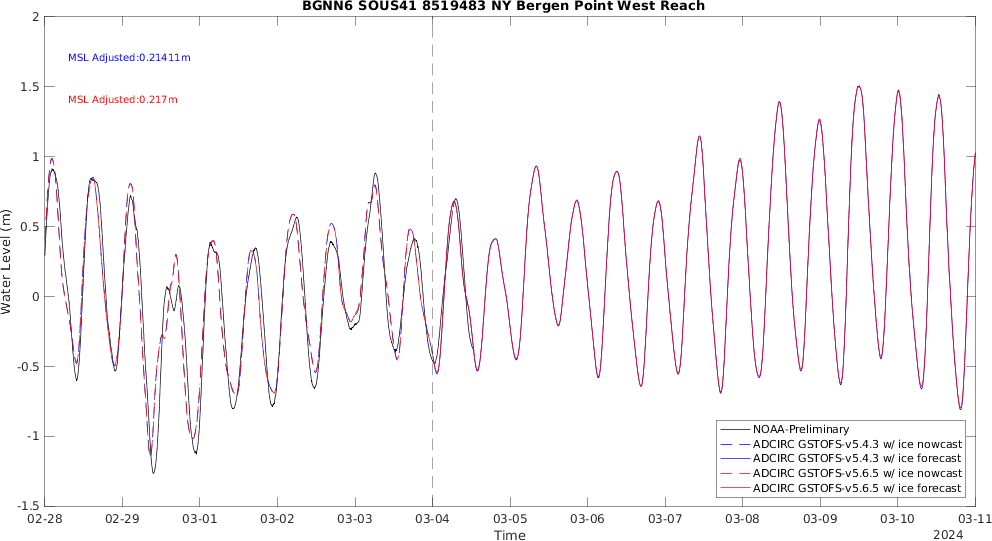 BGNN6 SOUS41 8519483 NY Bergen Point West Reach
2
MSL Adjusted:0.21411m
1.5
MSL Adjusted:0.217m
1
0.5
Water Level (m)
0
-0.5
-1
NOAA-Preliminary
ADCIRC GSTOFS-v5.4.3 w/ ice nowcast
ADCIRC GSTOFS-v5.4.3 w/ ice forecast
ADCIRC GSTOFS-v5.6.5 w/ ice nowcast
ADCIRC GSTOFS-v5.6.5 w/ ice forecast
-1.5
02-28 02-29 03-01 03-02 03-03 03-04 03-05 03-06 03-07 03-08 03-09 03-10 03-11
Time
2024